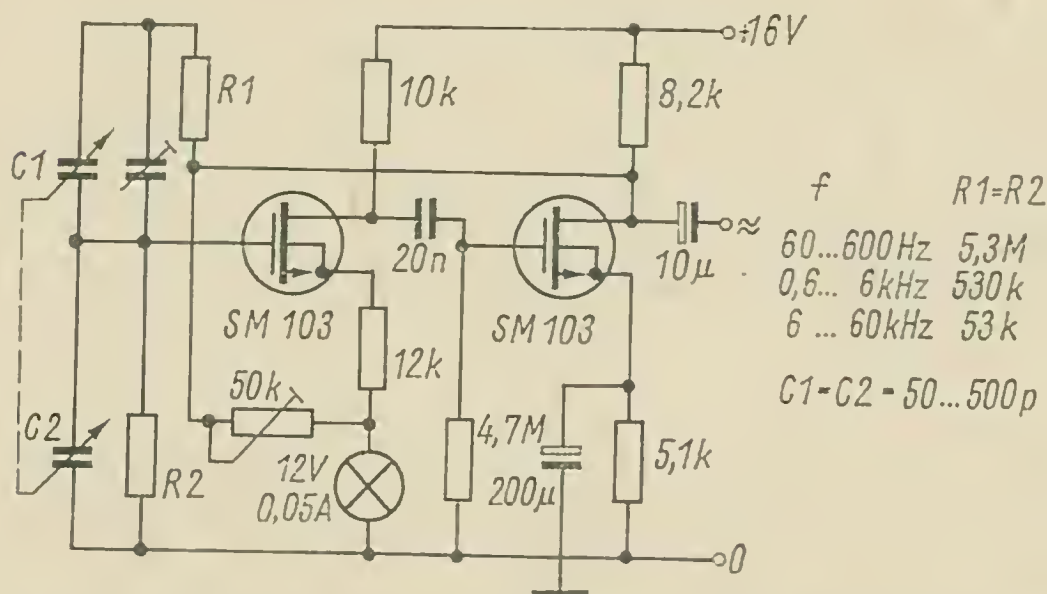 ÷16V
R1
10k
8,2k
C1
f R1=R2
≈
20n
10µ
60...600Hz 5,3M
0,6... 6kHz 530k
6 ... 60kHz 53k
SM 103
SM 103
12k
50k
C1=C2=50...500p
C2
4,7M
12V
0,05A
R2
200µ
5,1k
0